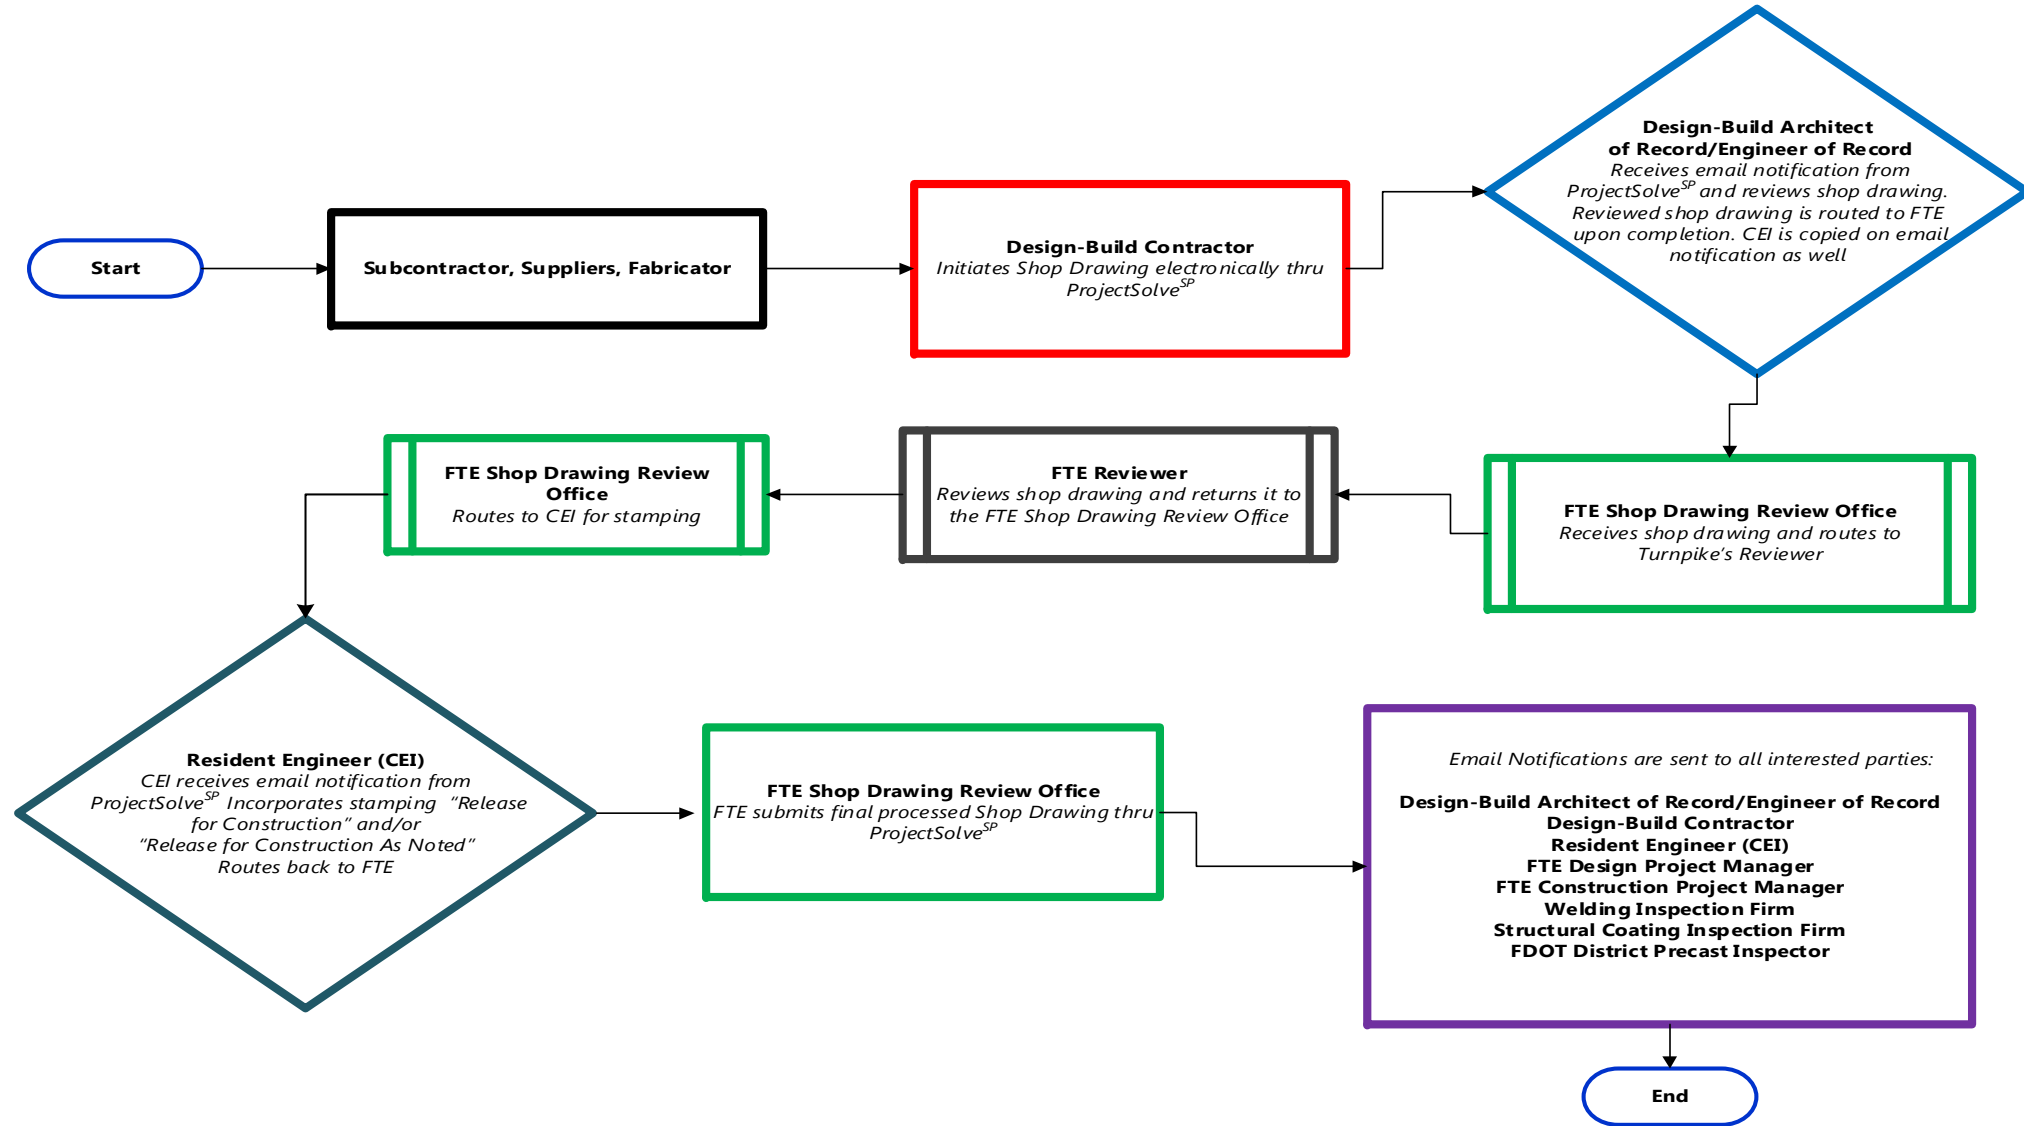 Start
Subcontractor, Suppliers, Fabricator
Design-Build Contractor
Initiates Shop Drawing electronically thru
ProjectSolveSP
Design-Build Architect
of Record/Engineer of Record
Receives email notification from
ProjectSolveSP and reviews shop drawing.
Reviewed shop drawing is routed to FTE
upon completion. CEI is copied on email
notification as well
FTE Shop Drawing Review Office
Receives shop drawing and routes to
Turnpike's Reviewer
FTE Reviewer
Reviews shop drawing and returns it to
the FTE Shop Drawing Review Office
FTE Shop Drawing Review
Office
Routes to CEI for stamping
Resident Engineer (CEI)
CEI receives email notification from
ProjectSolveSP Incorporates stamping “Release
for Construction” and/or
“Release for Construction As Noted”
Routes back to FTE
FTE Shop Drawing Review Office
FTE submits final processed Shop Drawing thru
ProjectSolveSP
Email Notifications are sent to all interested parties:
Design-Build Architect of Record/Engineer of Record
Design-Build Contractor
Resident Engineer (CEI)
FTE Design Project Manager
FTE Construction Project Manager
Welding Inspection Firm
Structural Coating Inspection Firm
FDOT District Precast Inspector
End